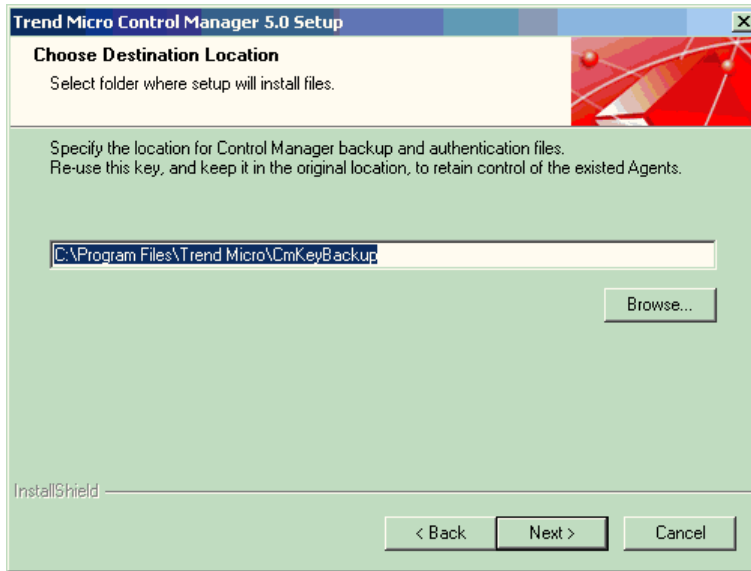 Trend Micro Control Manager 5.0 Setup
Choose Destination Location
Select folder where setup will install files.
Specify the location for Control Manager backup and authentication files.
Re-use this key, and keep it in the original location, to retain control of the existed Agents.
C:\Program Files\Trend Micro\CmKeyBackup
Browse...
InstallShield
< Back Next > Cancel